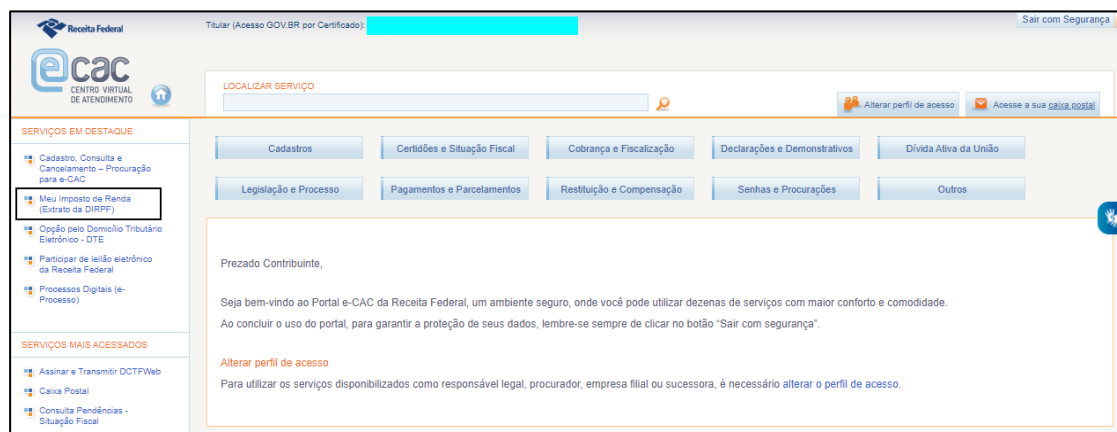 Receita Federal
Titular (Acesso GOV.BR por Certificado):
Sair com Segurança
eCAC
CENTRO VIRTUAL
DE ATENDIMENTO
LOCALIZAR SERVIÇO
Alterar perfil de acesso
Acesse a sua caixa postal
SERVIÇOS EM DESTAQUE
Cadastro, Consulta e
Cancelamento – Procuração
para e-CAC
Meu Imposto de Renda
(Extrato da DIRPF)
Opção pelo Domicílio Tributário
Eletrônico - DTE
Participar de leilão eletrônico
da Receita Federal
Processos Digitais (e-
Processo)
SERVIÇOS MAIS ACESSADOS
Assinar e Transmitir DCTFWeb
Caixa Postal
Consulta Pendências -
Situação Fiscal
Cadastros
Certidões e Situação Fiscal
Cobrança e Fiscalização
Declarações e Demonstrativos
Dívida Ativa da União
Legislação e Processo
Pagamentos e Parcelamentos
Restituição e Compensação
Senhas e Procurações
Outros
Prezado Contribuinte,
Seja bem-vindo ao Portal e-CAC da Receita Federal, um ambiente seguro, onde você pode utilizar dezenas de serviços com maior conforto e comodidade.
Ao concluir o uso do portal, para garantir a proteção de seus dados, lembre-se sempre de clicar no botão “Sair com segurança”.
Alterar perfil de acesso
Para utilizar os serviços disponibilizados como responsável legal, procurador, empresa filial ou sucessora, è necessário alterar o perfil de acesso.